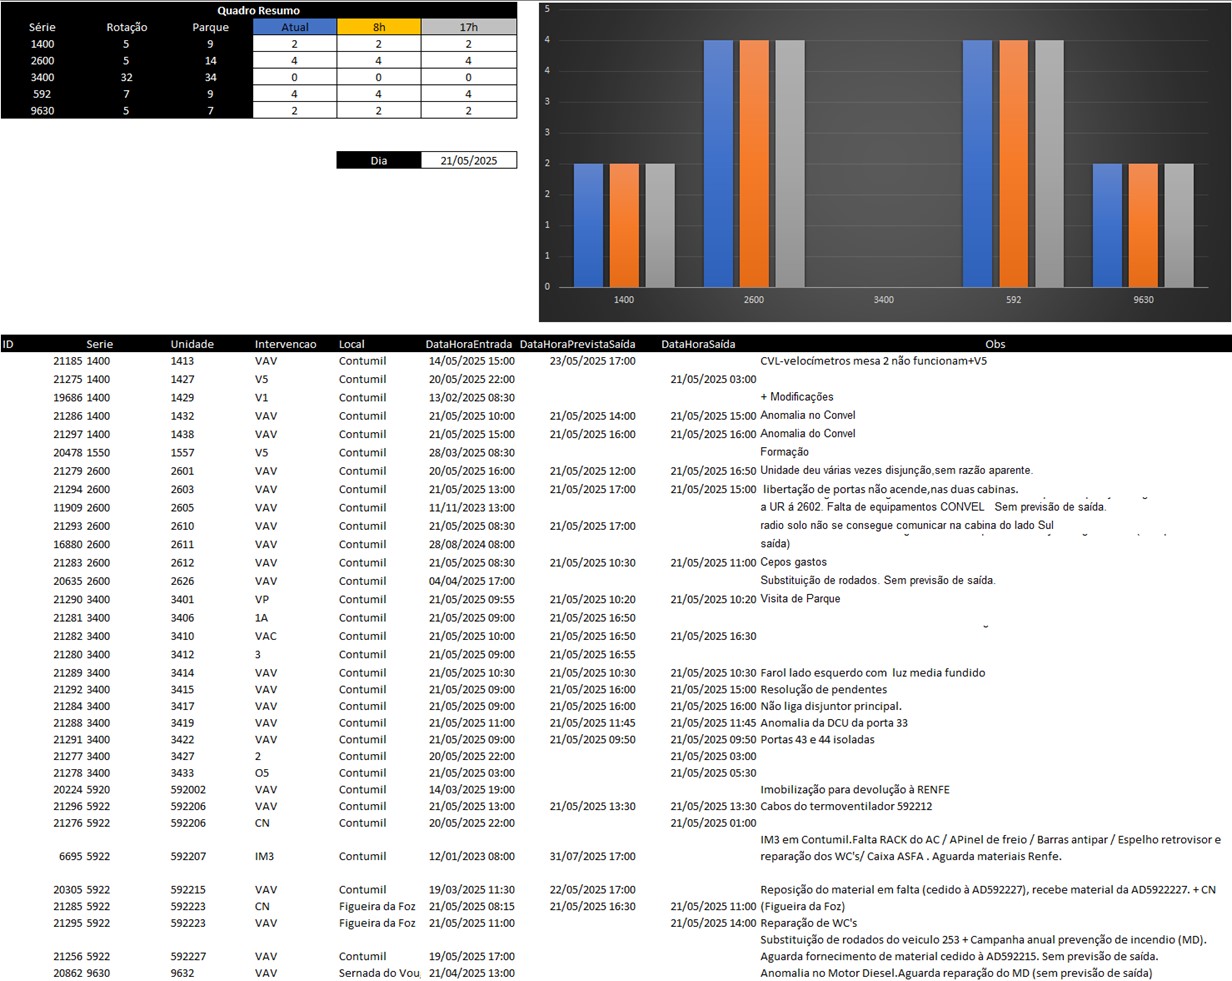 Quadro Resumo
Série Rotação Parque Atual 8h 17h
1400 5 9 2 2 2
2600 5 14 4 4 4
3400 32 34 0 0 0
592 7 9 4 4 4
9630 5 7 2 2 2
Dia 21/05/2025
5
4
4
3
3
2
2
1
1
0
1400 2600 3400 592 9630
ID Serie Unidade Intervencao Local DataHoraEntrada DataHoraPrevistaSaída DataHoraSaída Obs
21185 1400 1413 VAV Contumil 14/05/2025 15:00 23/05/2025 17:00 CVL-velocímetros mesa 2 não funcionam+V5
21275 1400 1427 V5 Contumil 20/05/2025 22:00 21/05/2025 03:00
19686 1400 1429 V1 Contumil 13/02/2025 08:30 + Modificações
21286 1400 1432 VAV Contumil 21/05/2025 10:00 21/05/2025 14:00 21/05/2025 15:00 Anomalia no Convel
21297 1400 1438 VAV Contumil 21/05/2025 15:00 21/05/2025 16:00 21/05/2025 16:00 Anomalia do Convel
20478 1550 1557 V5 Contumil 28/03/2025 08:30 Formação
21279 2600 2601 VAV Contumil 20/05/2025 16:00 21/05/2025 12:00 21/05/2025 16:50 Unidade deu várias vezes disjunção,sem razão aparente.
21294 2600 2603 VAV Contumil 21/05/2025 13:00 21/05/2025 17:00 21/05/2025 15:00 libertação de portas não acende,nas duas cabinas.
11909 2600 2605 VAV Contumil 11/11/2023 13:00 a UR á 2602. Falta de equipamentos CONVEL Sem previsão de saída.
21293 2600 2610 VAV Contumil 21/05/2025 08:30 21/05/2025 17:00 radio solo não se consegue comunicar na cabina do lado Sul
16880 2600 2611 VAV Contumil 28/08/2024 08:00 saída)
21283 2600 2612 VAV Contumil 21/05/2025 08:30 21/05/2025 10:30 21/05/2025 11:00 Cepos gastos
20635 2600 2626 VAV Contumil 04/04/2025 17:00 Substituição de rodados. Sem previsão de saída.
21290 3400 3401 VP Contumil 21/05/2025 09:55 21/05/2025 10:20 21/05/2025 10:20 Visita de Parque
21281 3400 3406 1A Contumil 21/05/2025 09:00 21/05/2025 16:50
21282 3400 3410 VAC Contumil 21/05/2025 10:00 21/05/2025 16:50 21/05/2025 16:30
21280 3400 3412 3 Contumil 21/05/2025 09:00 21/05/2025 16:55
21289 3400 3414 VAV Contumil 21/05/2025 10:30 21/05/2025 10:30 21/05/2025 10:30 Farol lado esquerdo com luz media fundido
21292 3400 3415 VAV Contumil 21/05/2025 09:00 21/05/2025 16:00 21/05/2025 15:00 Resolução de pendentes
21284 3400 3417 VAV Contumil 21/05/2025 09:00 21/05/2025 16:00 21/05/2025 16:00 Não liga disjuntor principal.
21288 3400 3419 VAV Contumil 21/05/2025 11:00 21/05/2025 11:45 21/05/2025 11:45 Anomalia da DCU da porta 33
21291 3400 3422 VAV Contumil 21/05/2025 09:00 21/05/2025 09:50 21/05/2025 09:50 Portas 43 e 44 isoladas
21277 3400 3427 2 Contumil 20/05/2025 22:00 21/05/2025 03:00
21278 3400 3433 O5 Contumil 21/05/2025 03:00 21/05/2025 05:30
20224 5920 592002 VAV Contumil 14/03/2025 19:00 Imobilização para devolução à RENFE
21296 5922 592206 VAV Contumil 21/05/2025 13:00 21/05/2025 13:30 21/05/2025 13:30 Cabos do termoventilador 592212
21276 5922 592206 CN Contumil 20/05/2025 22:00 21/05/2025 01:00
IM3 em Contumil.Falta RACK do AC / APinel de freio / Barras antipar / Espelho retrovisor e
6695 5922 592207 IM3 Contumil 12/01/2023 08:00 31/07/2025 17:00 reparação dos WC's/ Caixa ASFA . Aguarda materiais Renfe.
20305 5922 592215 VAV Contumil 19/03/2025 11:30 22/05/2025 17:00 Reposição do material em falta (cedido à AD592227), recebe material da AD5922227. + CN
21285 5922 592223 CN Figueira da Foz 21/05/2025 08:15 21/05/2025 16:30 21/05/2025 11:00 (Figueira da Foz)
21295 5922 592223 VAV Figueira da Foz 21/05/2025 11:00 21/05/2025 14:00 Reparação de WC's
Substituição de rodados do veiculo 253 + Campanha anual prevenção de incendio (MD).
21256 5922 592227 VAV Contumil 19/05/2025 17:00 Aguarda fornecimento de material cedido à AD592215. Sem previsão de saída.
20862 9630 9632 VAV Sernada do Vou 21/04/2025 13:00 Anomalia no Motor Diesel.Aguarda reparação do MD (sem previsão de saída)